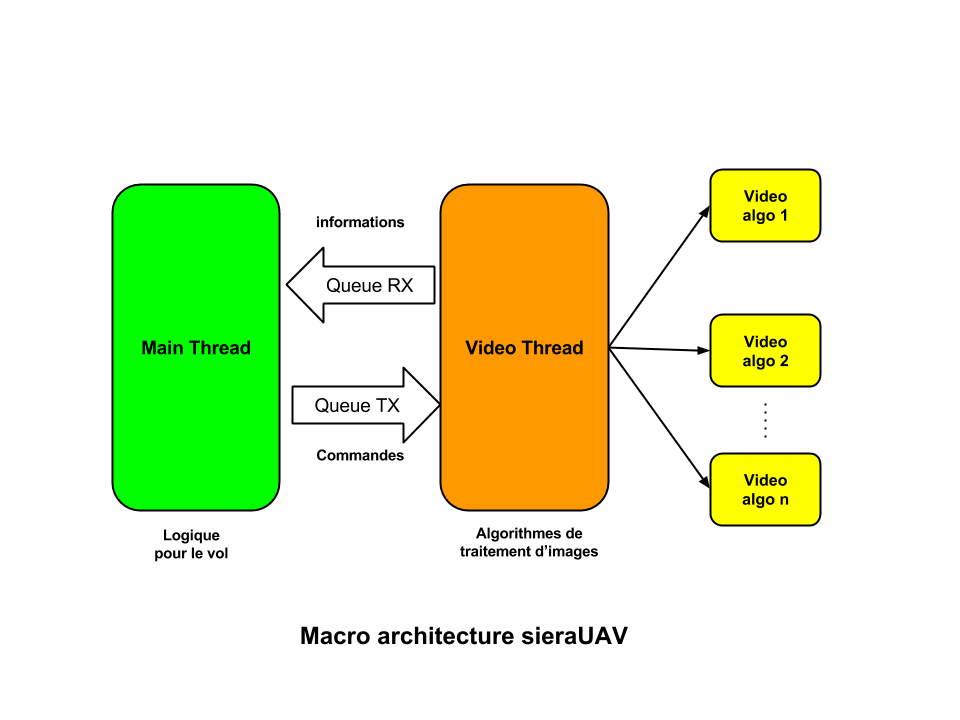 informations
Queue RX
Main Thread
Video Thread
Queue TX
Commandes
Logique
pour le vol
Algorithmes de
traitement d'images
Video
algo 1
Video
algo 2
Video
algo n
Macro architecture sieraUAV